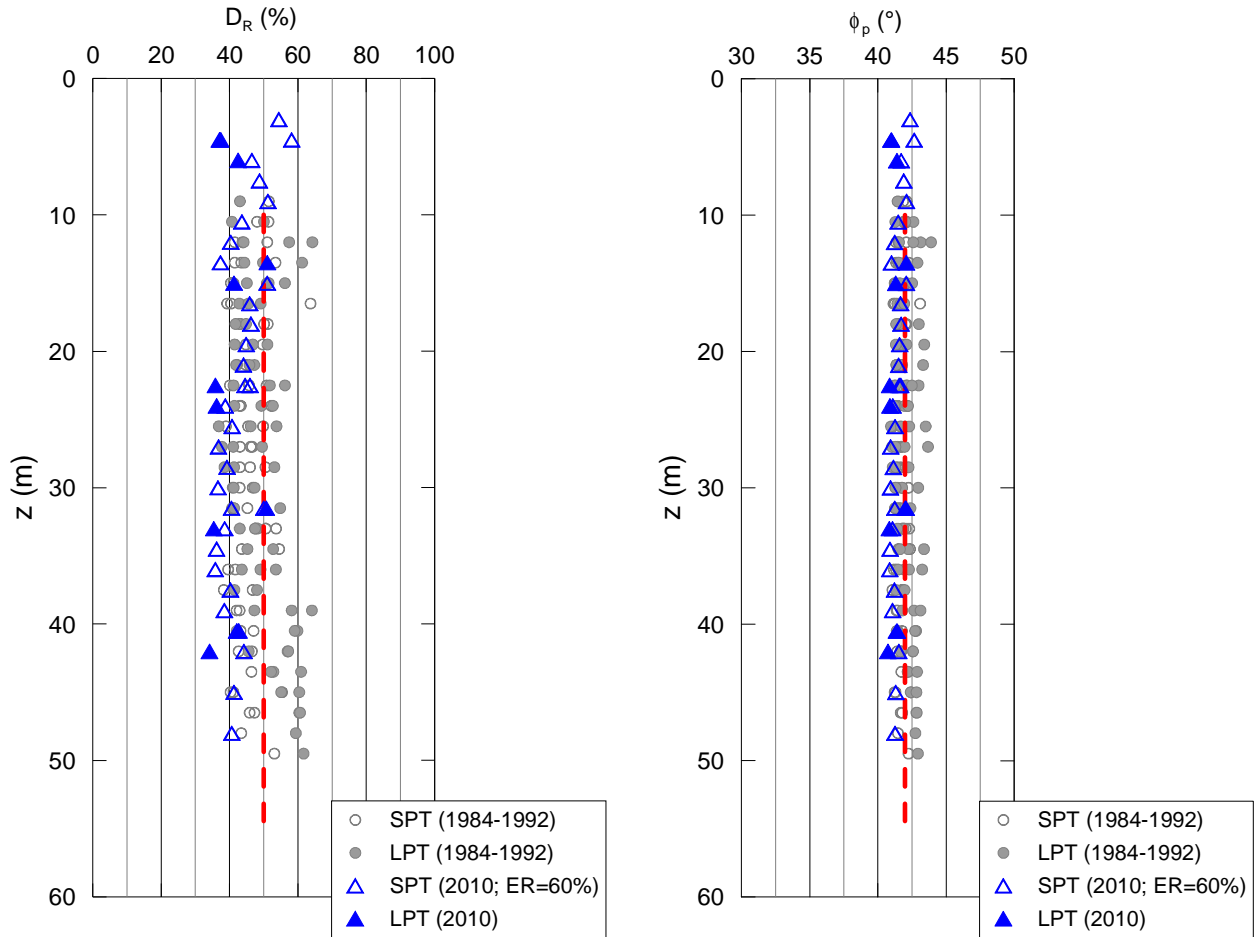 D_R (%)
0 20 40 60 80 100
0
10
20
30
40
50
60
z (m)
SPT (1984-1992)
LPT (1984-1992)
SPT (2010; ER=60%)
LPT (2010)
ϕ_p (°)
30 35 40 45 50
0
10
20
30
40
50
60
z (m)
SPT (1984-1992)
LPT (1984-1992)
SPT (2010; ER=60%)
LPT (2010)